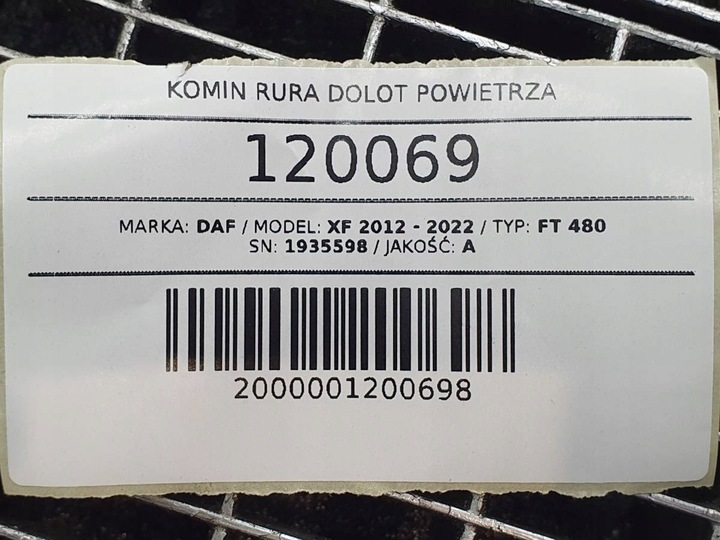 KOMIN RURA DOLOT POWIETRZA
120069
MARKA: DAF / MODEL: XF 2012 - 2022 / TYP: FT 480
SN: 1935598 / JAKOŚĆ: A
2000001200698